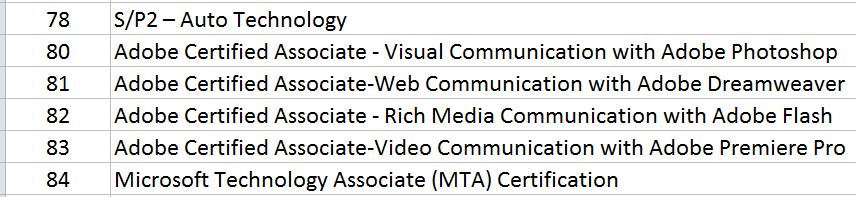 78 S/P2 – Auto Technology
80 Adobe Certified Associate - Visual Communication with Adobe Photoshop
81 Adobe Certified Associate-Web Communication with Adobe Dreamweaver
82 Adobe Certified Associate - Rich Media Communication with Adobe Flash
83 Adobe Certified Associate-Video Communication with Adobe Premiere Pro
84 Microsoft Technology Associate (MTA) Certification